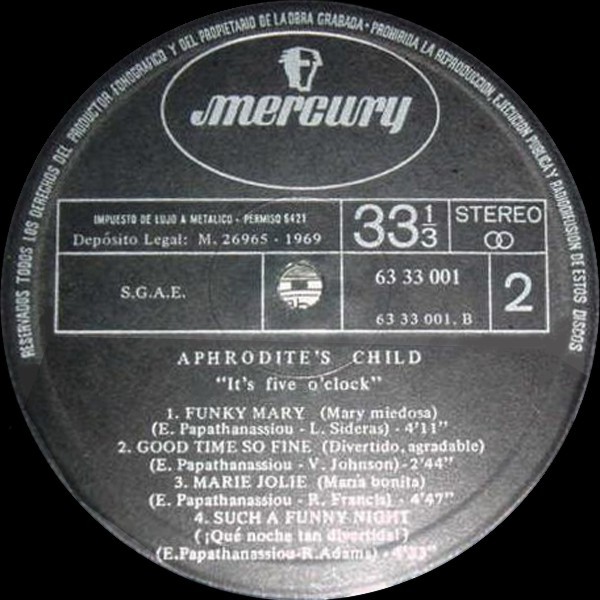 RESERVADOS TODOS LOS DERECHOS DEL PRODUCTOR FONOGRAFICO Y DEL PROPIETARIO DE LA OBRA GRABADA • PROHIBIDA LA REPRODUCCION, EJECUCION PUBLICA Y RADIODIFUSION DE ESTOS DISCOS
mercury
IMPUESTO DE LUJO A METALICO - PERMISO 6421
Depósito Legal: M. 26965 - 1969
33 1/3
STEREO
S.G.A.E.
63 33 001
63 33 001. B
2
APHRODITE'S CHILD
"It's five o'clock"
1. FUNKY MARY (Mary miedosa)
(E. Papathanassiou - L. Sideras) - 4'11"
2. GOOD TIME SO FINE (Divertido, agradable)
(E. Papathanassiou - V. Johnson) - 2'44"
3. MARIE JOLIE (María bonita)
(E. Papathanassiou - R. Francis) - 4'47"
4. SUCH A FUNNY NIGHT
(¡Qué noche tan divertida!)
(E.Papathanassiou-R.Adams) - 4'33"